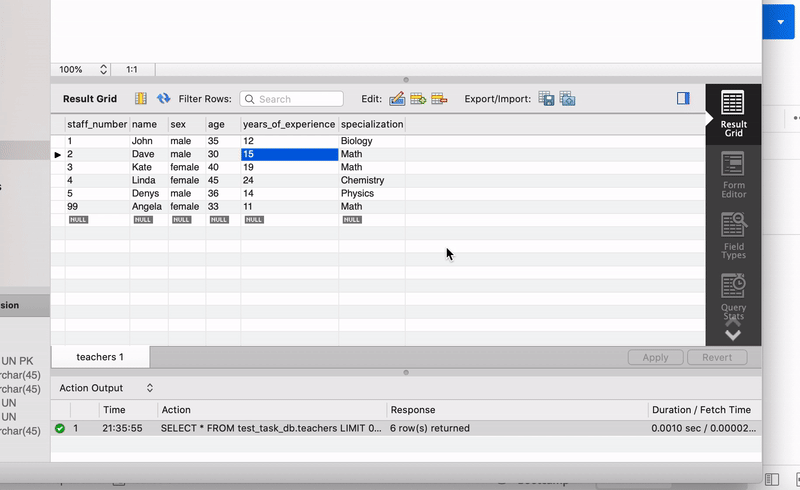 100% 1:1
Result Grid Filter Rows: Search Edit: Export/Import:
staff_number name sex age years_of_experience specialization
1 John male 35 12 Biology
2 Dave male 30 15 Math
3 Kate female 40 19 Math
4 Linda female 45 24 Chemistry
5 Denys male 36 14 Physics
99 Angela female 33 11 Math
NULL NULL NULL NULL NULL NULL
Result
Grid
Form
Editor
Field
Types
Query
Stats
sion
UN PK
rchar(45)
rchar(45)
UN
UN
rchar(45)
teachers 1 Apply Revert
Action Output
Time Action Response Duration / Fetch Time
1 21:35:55 SELECT * FROM test_task_db.teachers LIMIT 0... 6 row(s) returned 0.0010 sec / 0.00002...